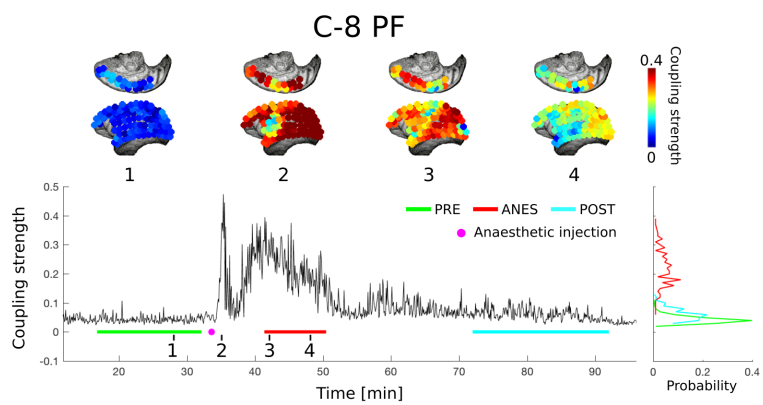 C-8 PF
0.4
0
Coupling strength
1 2 3 4
0.5
0.4
0.3
0.2
0.1
0
-0.1
Coupling strength
PRE ANES POST
Anaesthetic injection
1 2 3 4
20 30 40 50 60 70 80 90
Time [min]
0 0.2 0.4
Probability